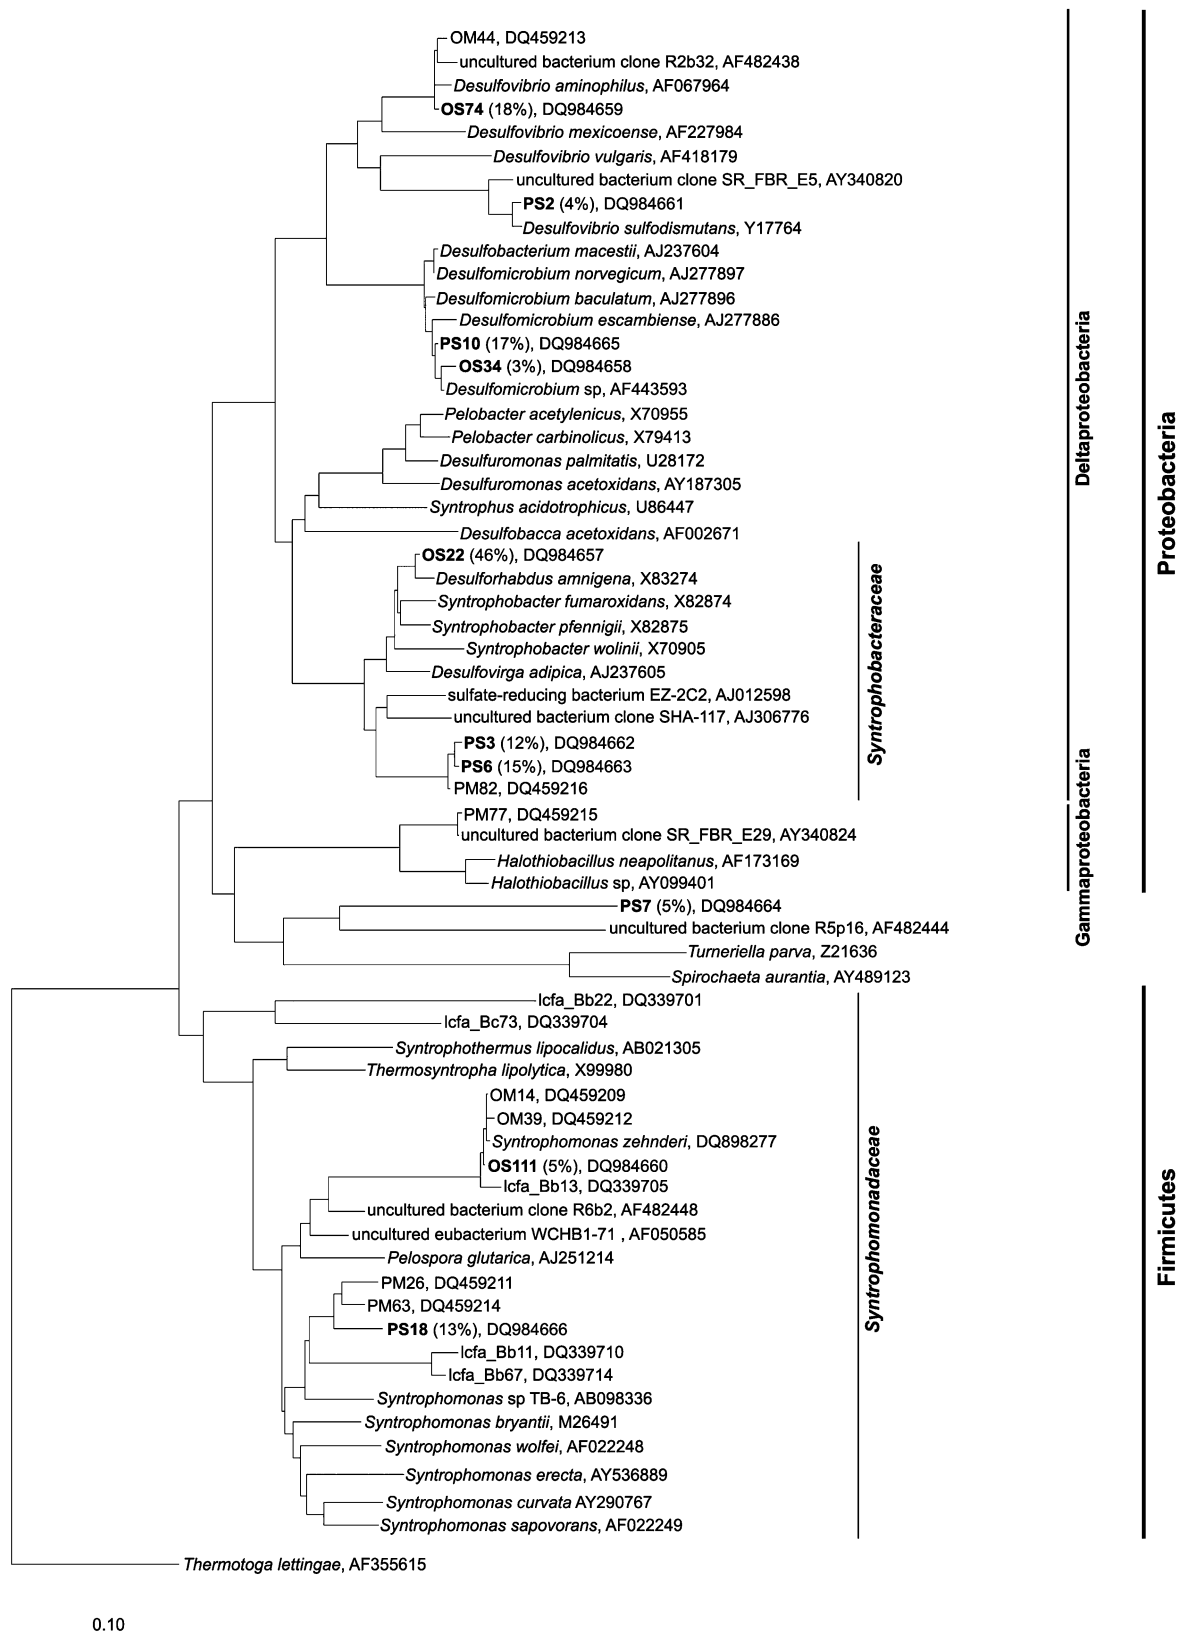 OM44, DQ459213
uncultured bacterium clone R2b32, AF482438
Desulfovibrio aminophilus, AF067964
OS74 (18%), DQ984659
Desulfovibrio mexicoense, AF227984
Desulfovibrio vulgaris, AF418179
uncultured bacterium clone SR_FBR_E5, AY340820
PS2 (4%), DQ984661
Desulfovibrio sulfodismutans, Y17764
Desulfobacterium macestii, AJ237604
Desulfomicrobium norvegicum, AJ277897
Desulfomicrobium baculatum, AJ277896
Desulfomicrobium escambiense, AJ277886
PS10 (17%), DQ984665
OS34 (3%), DQ984658
Desulfomicrobium sp, AF443593
Pelobacter acetylenicus, X70955
Pelobacter carbinolicus, X79413
Desulfuromonas palmitatis, U28172
Desulfuromonas acetoxidans, AY187305
Syntrophus acidotrophicus, U86447
Desulfobacca acetoxidans, AF002671
OS22 (46%), DQ984657
Desulforhabdus amnigena, X83274
Syntrophobacter fumaroxidans, X82874
Syntrophobacter pfennigii, X82875
Syntrophobacter wolinii, X70905
Desulfovirga adipica, AJ237605
sulfate-reducing bacterium EZ-2C2, AJ012598
uncultured bacterium clone SHA-117, AJ306776
PS3 (12%), DQ984662
PS6 (15%), DQ984663
PM82, DQ459216
PM77, DQ459215
uncultured bacterium clone SR_FBR_E29, AY340824
Halothiobacillus neapolitanus, AF173169
Halothiobacillus sp, AY099401
PS7 (5%), DQ984664
uncultured bacterium clone R5p16, AF482444
Turneriella parva, Z21636
Spirochaeta aurantia, AY489123
lcfa_Bb22, DQ339701
lcfa_Bc73, DQ339704
Syntrophothermus lipocalidus, AB021305
Thermosyntropha lipolytica, X99980
OM14, DQ459209
OM39, DQ459212
Syntrophomonas zehnderi, DQ898277
OS111 (5%), DQ984660
lcfa_Bb13, DQ339705
uncultured bacterium clone R6b2, AF482448
uncultured eubacterium WCHB1-71 , AF050585
Pelospora glutarica, AJ251214
PM26, DQ459211
PM63, DQ459214
PS18 (13%), DQ984666
lcfa_Bb11, DQ339710
lcfa_Bb67, DQ339714
Syntrophomonas sp TB-6, AB098336
Syntrophomonas bryantii, M26491
Syntrophomonas wolfei, AF022248
Syntrophomonas erecta, AY536889
Syntrophomonas curvata AY290767
Syntrophomonas sapovorans, AF022249
Thermotoga lettingae, AF355615
0.10
Syntrophobacteraceae
Syntrophomonadaceae
Deltaproteobacteria
Gammaproteobacteria
Proteobacteria
Firmicutes